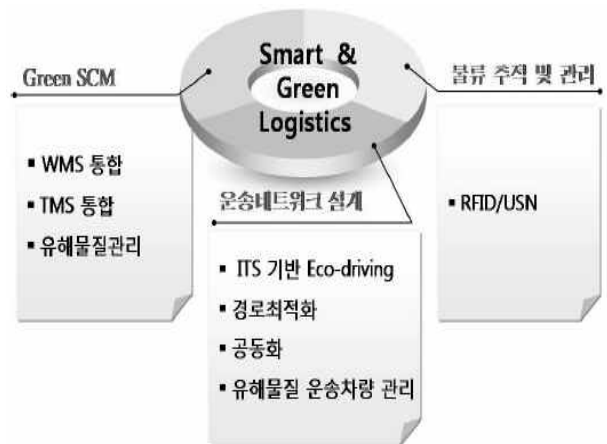 Smart &
Green
Logistics
Green SCM
▪ WMS 통합
▪ TMS 통합
▪ 유해물질관리
운송네트워크 설계
▪ ITS 기반 Eco-driving
▪ 경로최적화
▪ 공동화
▪ 유해물질 운송차량 관리
물류 추적 및 관리
▪ RFID/USN